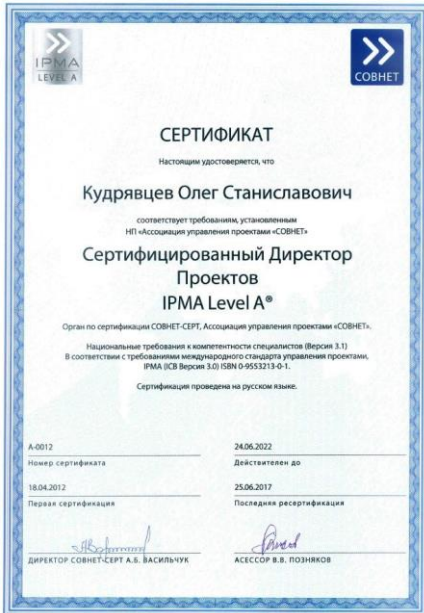 IPMA
LEVEL A
СОВНЕТ
СЕРТИФИКАТ
Настоящим удостоверяется, что
Кудрявцев Олег Станиславович
соответствует требованиям, установленным
НП «Ассоциация управления проектами «СОВНЕТ»
Сертифицированный Директор
Проектов
IPMA Level A®
Орган по сертификации СОВНЕТ-СЕРТ, Ассоциация управления проектами «СОВНЕТ».
Национальные требования к компетентности специалистов (Версия 3.1)
В соответствии с требованиями международного стандарта управления проектами,
IPMA (ICB Версия 3.0) ISBN 0-9553213-0-1.
Сертификация проведена на русском языке.
A-0012
Номер сертификата
24.06.2022
Действителен до
18.04.2012
Первая сертификация
25.06.2017
Последняя ресертификация
ДИРЕКТОР СОВНЕТ-СЕРТ А.Б. ВАСИЛЬЧУК
АСЕССОР В.В. ПОЗНЯКОВ